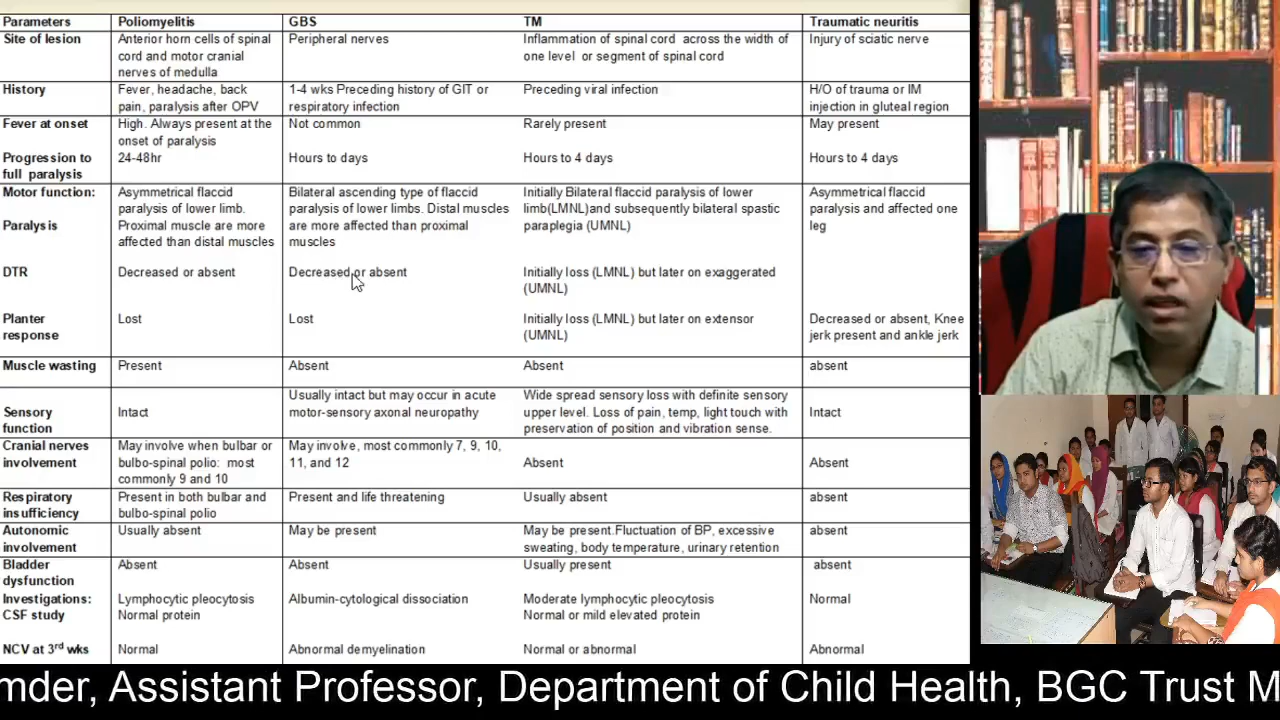 Parameters Poliomyelitis GBS TM Traumatic neuritis
Site of lesion Anterior horn cells of spinal Peripheral nerves Inflammation of spinal cord across the width of Injury of sciatic nerve
cord and motor cranial one level or segment of spinal cord
nerves of medulla
History Fever, headache, back 1-4 wks Preceding history of GIT or Preceding viral infection H/O of trauma or IM
pain, paralysis after OPV respiratory infection injection in gluteal region
Fever at onset High. Always present at the Not common Rarely present May present
onset of paralysis
Progression to 24-48hr Hours to days Hours to 4 days Hours to 4 days
full paralysis
Motor function: Asymmetrical flaccid Bilateral ascending type of flaccid Initially Bilateral flaccid paralysis of lower Asymmetrical flaccid
paralysis of lower limb. paralysis of lower limbs. Distal muscles limb(LMNL)and subsequently bilateral spastic paralysis and affected one
Paralysis Proximal muscle are more are more affected than proximal paraplegia (UMNL) leg
affected than distal muscles muscles
DTR Decreased or absent Decreased or absent Initially loss (LMNL) but later on exaggerated
(UMNL)
Planter Lost Lost Initially loss (LMNL) but later on extensor Decreased or absent, Knee
response (UMNL) jerk present and ankle jerk
Muscle wasting Present Absent Absent absent
Usually intact but may occur in acute Wide spread sensory loss with definite sensory
Sensory Intact motor-sensory axonal neuropathy upper level. Loss of pain, temp, light touch with Intact
function preservation of position and vibration sense.
Cranial nerves May involve when bulbar or May involve, most commonly 7, 9, 10,
involvement bulbo-spinal polio: most 11, and 12 Absent Absent
commonly 9 and 10
Respiratory Present in both bulbar and Present and life threatening Usually absent absent
insufficiency bulbo-spinal polio
Autonomic Usually absent May be present May be present.Fluctuation of BP, excessive absent
involvement sweating, body temperature, urinary retention
Bladder Absent Absent Usually present absent
dysfunction
Investigations: Lymphocytic pleocytosis Albumin-cytological dissociation Moderate lymphocytic pleocytosis Normal
CSF study Normal protein Normal or mild elevated protein
NCV at 3rd wks Normal Abnormal demyelination Normal or abnormal Abnormal
mder, Assistant Professor, Department of Child Health, BGC Trust M